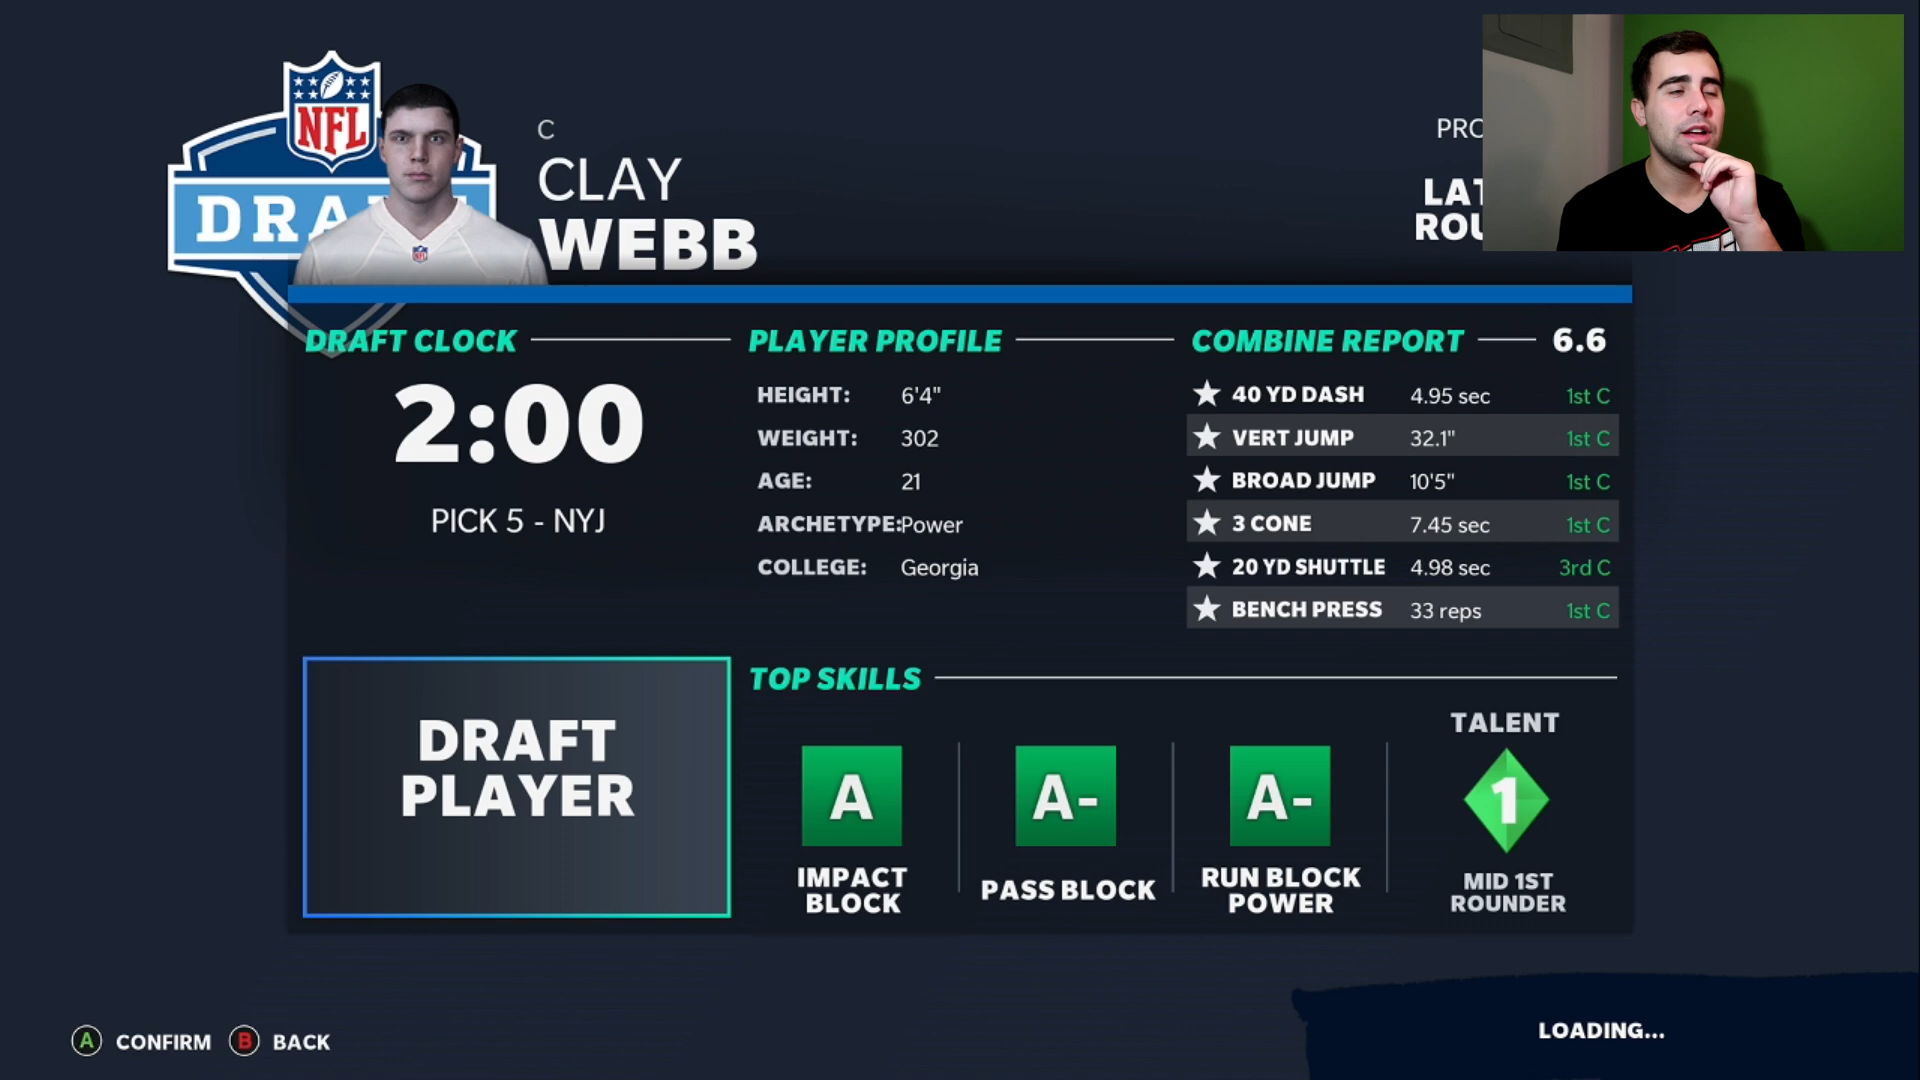 NFL
C
CLAY
WEBB
DRAFT CLOCK
2:00
PICK 5 - NYJ
PLAYER PROFILE
HEIGHT: 6'4"
WEIGHT: 302
AGE: 21
ARCHETYPE: Power
COLLEGE: Georgia
COMBINE REPORT 6.6
40 YD DASH 4.95 sec 1st C
VERT JUMP 32.1" 1st C
BROAD JUMP 10'5" 1st C
3 CONE 7.45 sec 1st C
20 YD SHUTTLE 4.98 sec 3rd C
BENCH PRESS 33 reps 1st C
DRAFT
PLAYER
TOP SKILLS
A
IMPACT
BLOCK
A-
PASS BLOCK
A-
RUN BLOCK
POWER
TALENT
1
MID 1ST
ROUNDER
A CONFIRM B BACK
LOADING...